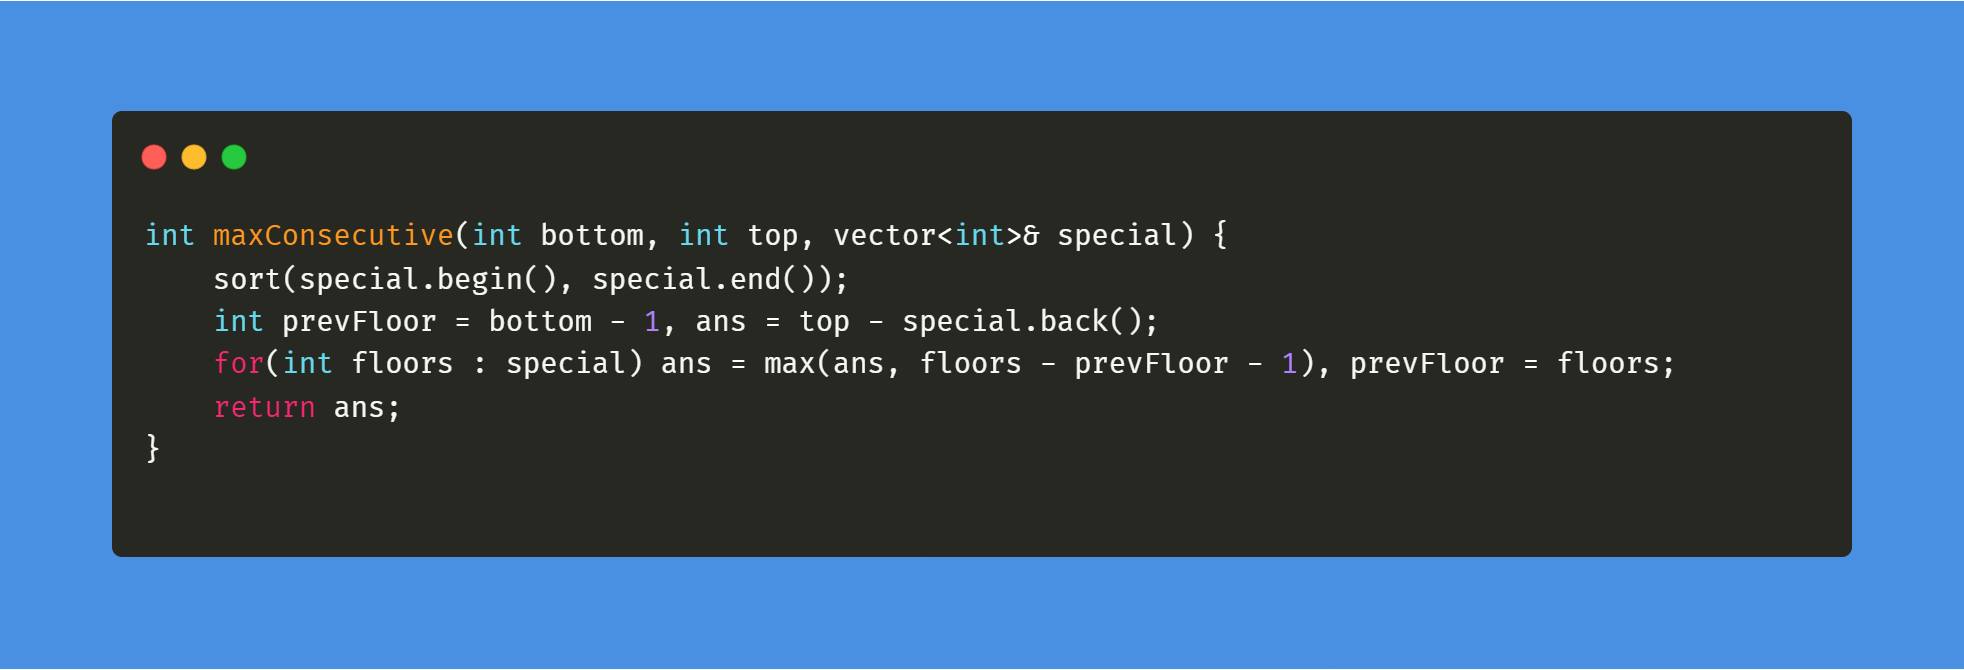 int maxConsecutive(int bottom, int top, vector<int>& special) {
    sort(special.begin(), special.end());
    int prevFloor = bottom - 1, ans = top - special.back();
    for(int floors : special) ans = max(ans, floors - prevFloor - 1), prevFloor = floors;
    return ans;
}